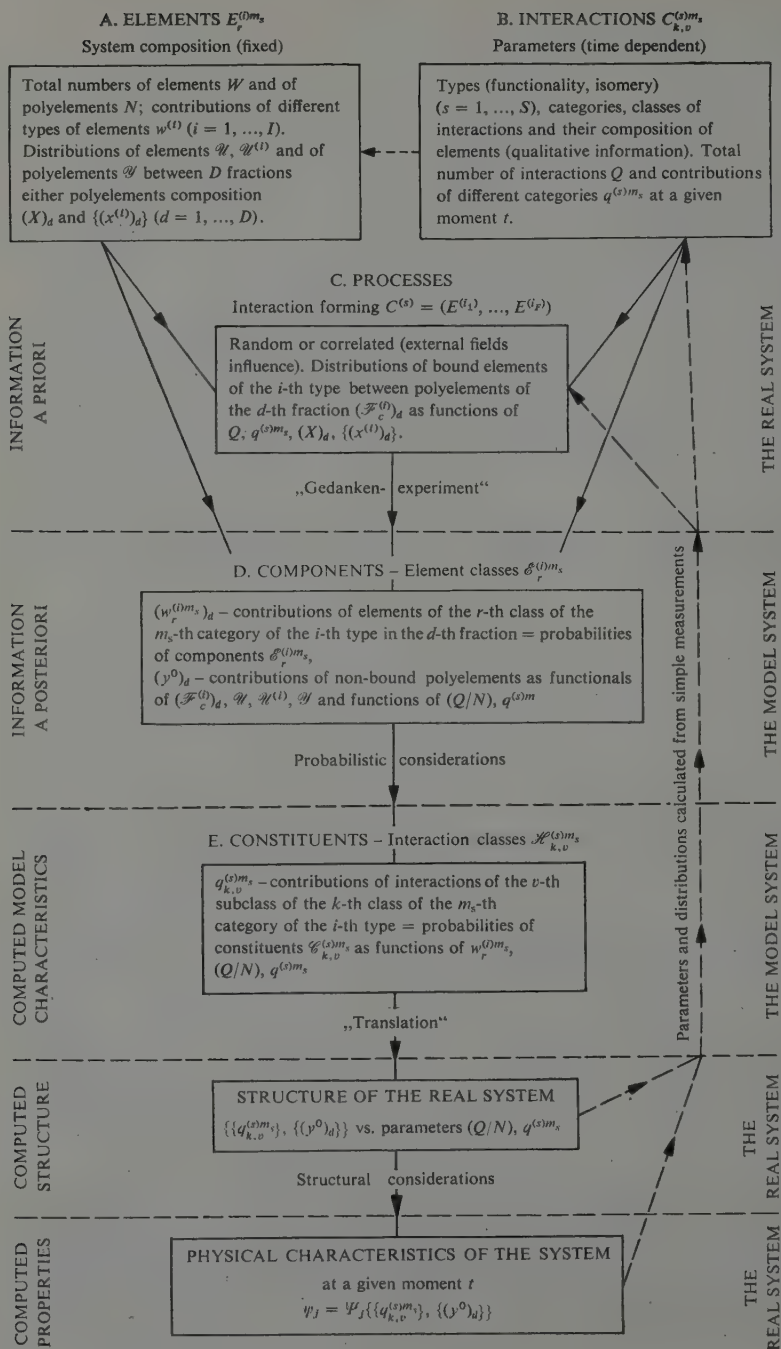 A. ELEMENTS E_r^{(i)m_s}
System composition (fixed)
Total numbers of elements W and of
polyelements N; contributions of different
types of elements w^{(i)} (i = 1, ..., I).
Distributions of elements 𝒰, 𝒰^{(i)} and of
polyelements 𝒴 between D fractions
either polyelements composition
(X)_d and {(x^{(i)})_d} (d = 1, ..., D).
B. INTERACTIONS C_{k,v}^{(s)m_s}
Parameters (time dependent)
Types (functionality, isomery)
(s = 1, ..., S), categories, classes of
interactions and their composition of
elements (qualitative information). Total
number of interactions Q and contributions
of different categories q^{(s)m_s} at a given
moment t.
C. PROCESSES
Interaction forming C^{(s)} = (E^{(i_1)}, ..., E^{(i_F)})
Random or correlated (external fields
influence). Distributions of bound elements
of the i-th type between polyelements of
the d-th fraction (ℱ_c^{(i)})_d as functions of
Q, q^{(s)m_s}, (X)_d, {(x^{(i)})_d}.
„Gedanken-experiment“
INFORMATION
A PRIORI
THE REAL SYSTEM
D. COMPONENTS – Element classes ℰ_r^{(i)m_s}
(w_r^{(i)m_s})_d – contributions of elements of the r-th class of the
m_s-th category of the i-th type in the d-th fraction = probabilities
of components ℰ_r^{(i)m_s},
(y^0)_d – contributions of non-bound polyelements as functionals
of (ℱ_c^{(i)})_d, 𝒰, 𝒰^{(i)}, 𝒴 and functions of (Q/N), q^{(s)m}
Probabilistic considerations
INFORMATION
A POSTERIORI
THE MODEL SYSTEM
Parameters and distributions calculated from simple measurements
E. CONSTITUENTS – Interaction classes ℋ_{k,v}^{(s)m_s}
q_{k,v}^{(s)m_s} – contributions of interactions of the v-th
subclass of the k-th class of the m_s-th
category of the i-th type = probabilities of
constituents 𝒞_{k,v}^{(s)m_s} as functions of w_r^{(i)m_s},
(Q/N), q^{(s)m_s}
„Translation“
COMPUTED MODEL
CHARACTERISTICS
THE MODEL SYSTEM
STRUCTURE OF THE REAL SYSTEM
{{q_{k,v}^{(s)m_s}}, {(y^0)_d}} vs. parameters (Q/N), q^{(s)m_s}
Structural considerations
COMPUTED
STRUCTURE
THE
REAL SYSTEM
PHYSICAL CHARACTERISTICS OF THE SYSTEM
at a given moment t
ψ_J = Ψ_J{{q_{k,v}^{(s)m_s}}, {(y^0)_d}}
COMPUTED
PROPERTIES
THE
REAL SYSTEM